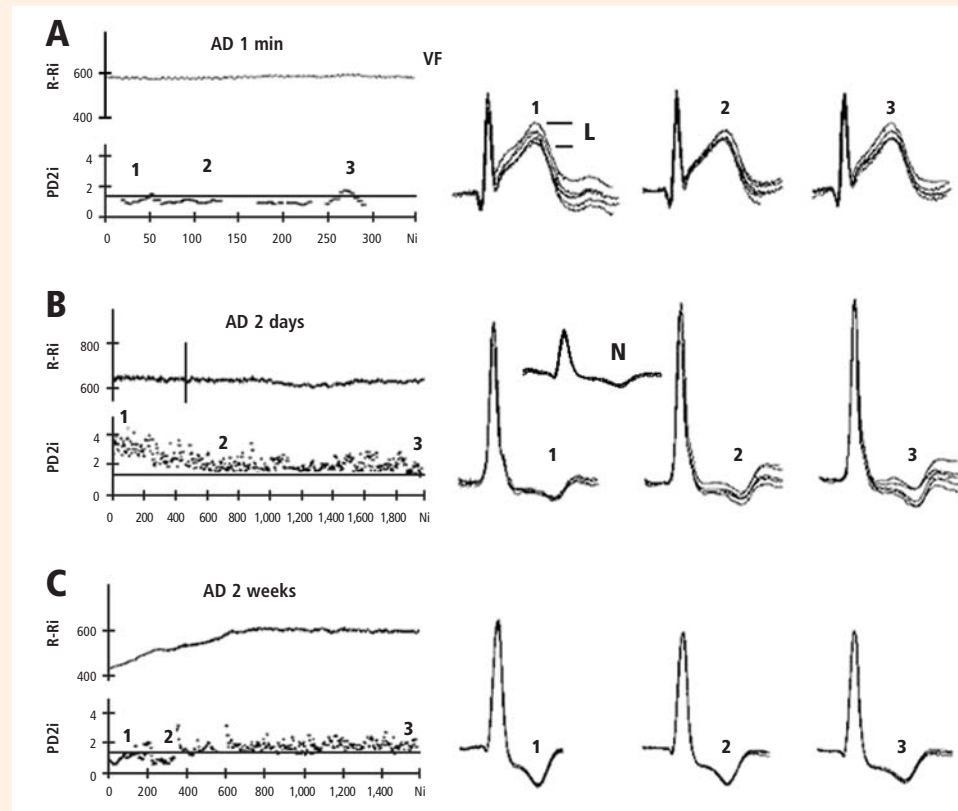 A
AD 1 min
VF
R-Ri
600
400
PD2i
4
2
0
1 2 3
0 50 100 150 200 250 300 Ni
1 L 2 3
B
AD 2 days
R-Ri
800
600
PD2i
4
2
0
1 2 3
0 200 400 600 800 1,000 1,200 1,400 1,600 1,800 Ni
N
1 2 3
C
AD 2 weeks
R-Ri
600
400
PD2i
4
2
0
1 2 3
0 200 400 600 800 1,000 1,200 1,400 Ni
1 2 3